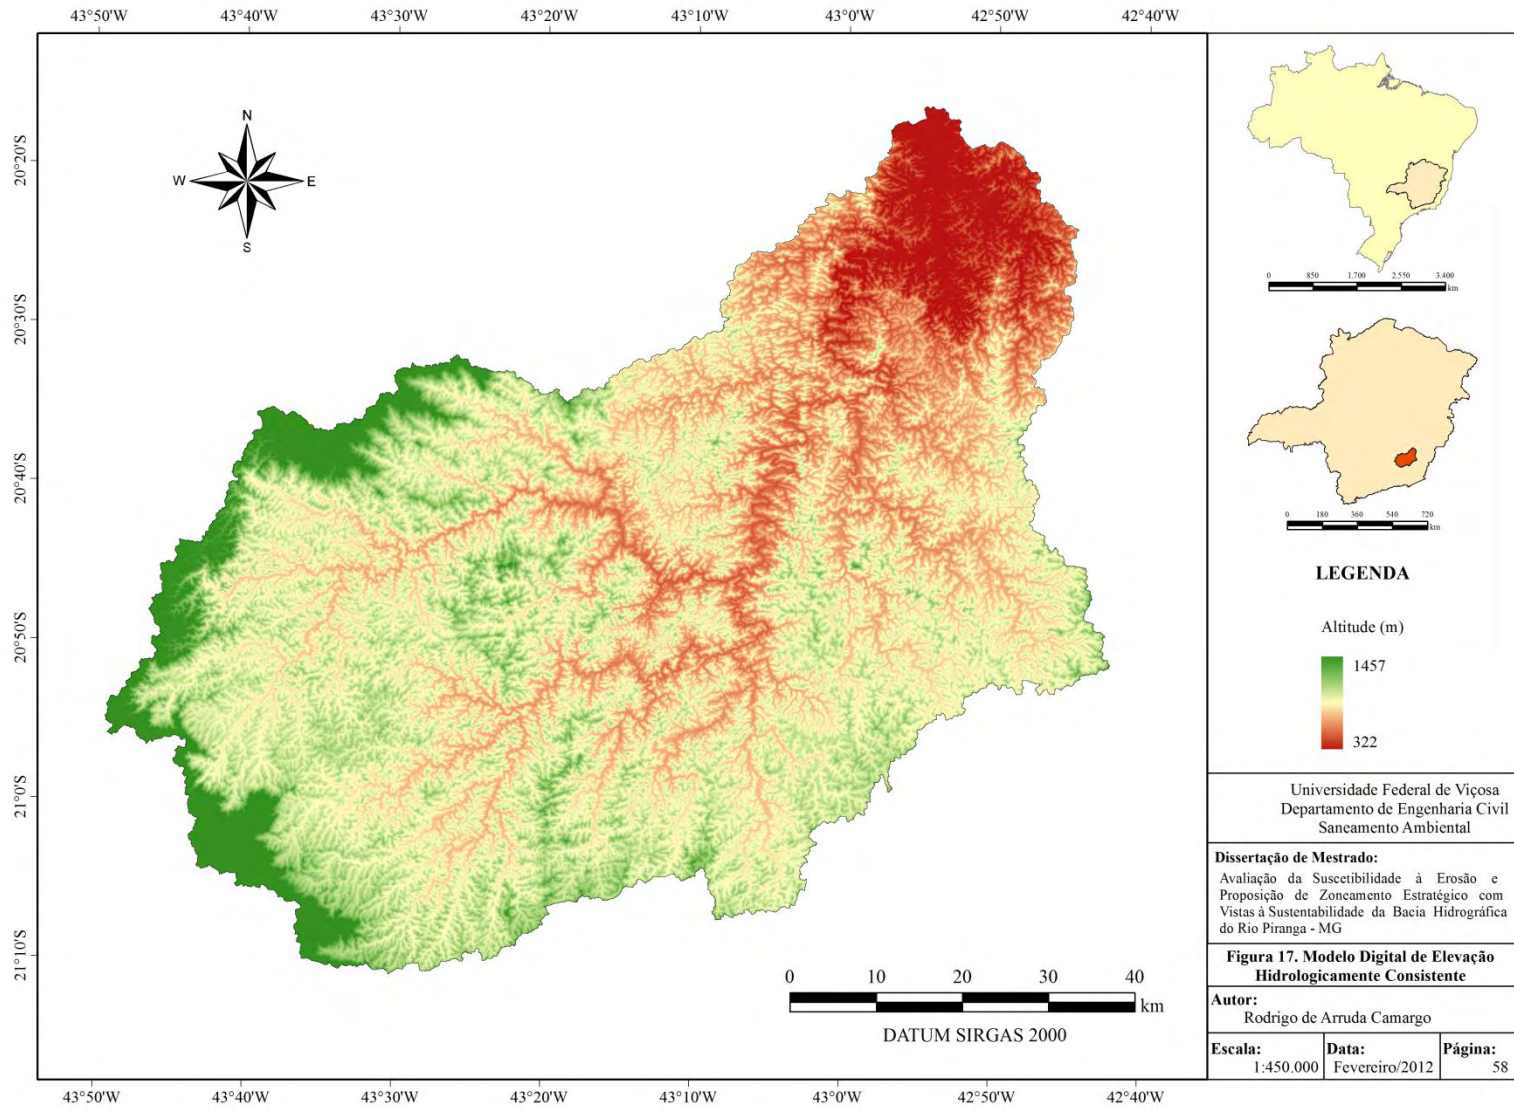 43°50'W 43°40'W 43°30'W 43°20'W 43°10'W 43°0'W 42°50'W 42°40'W
20°20'S
20°30'S
20°40'S
20°50'S
21°0'S
21°10'S
N
W E
S
0 10 20 30 40
km
DATUM SIRGAS 2000
43°50'W 43°40'W 43°30'W 43°20'W 43°10'W 43°0'W 42°50'W 42°40'W
0 850 1.700 2.550 3.400
km
0 180 360 540 720
km
LEGENDA
Altitude (m)
1457
322
Universidade Federal de Viçosa
Departamento de Engenharia Civil
Saneamento Ambiental
Dissertação de Mestrado:
Avaliação da Suscetibilidade à Erosão e
Proposição de Zoneamento Estratégico com
Vistas à Sustentabilidade da Bacia Hidrográfica
do Rio Piranga - MG
Figura 17. Modelo Digital de Elevação
Hidrologicamente Consistente
Autor:
Rodrigo de Arruda Camargo
Escala: Data: Página:
1:450.000 Fevereiro/2012 58